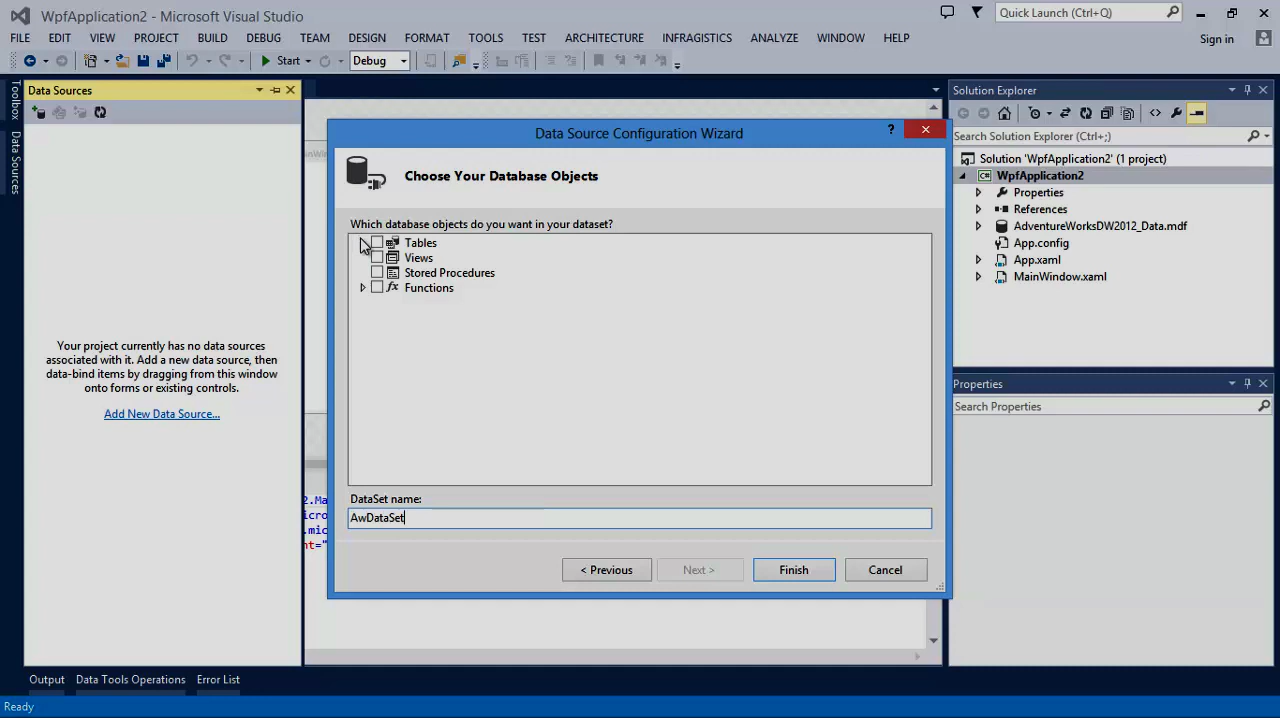 WpfApplication2 - Microsoft Visual Studio
Quick Launch (Ctrl+Q)
FILE EDIT VIEW PROJECT BUILD DEBUG TEAM DESIGN FORMAT TOOLS TEST ARCHITECTURE INFRAGISTICS ANALYZE WINDOW HELP
Sign in
Start
Debug
Toolbox
Data Sources
Data Sources
Your project currently has no data sources
associated with it. Add a new data source, then
data-bind items by dragging from this window
onto forms or existing controls.
Add New Data Source...
Data Source Configuration Wizard
?
Choose Your Database Objects
Which database objects do you want in your dataset?
Tables
Views
Stored Procedures
fx Functions
DataSet name:
AwDataSet
< Previous
Next >
Finish
Cancel
2.Ma
icro
.mic
nt="
Solution Explorer
Search Solution Explorer (Ctrl+;)
Solution 'WpfApplication2' (1 project)
C# WpfApplication2
Properties
References
AdventureWorksDW2012_Data.mdf
App.config
App.xaml
MainWindow.xaml
Properties
Search Properties
Output
Data Tools Operations
Error List
Ready